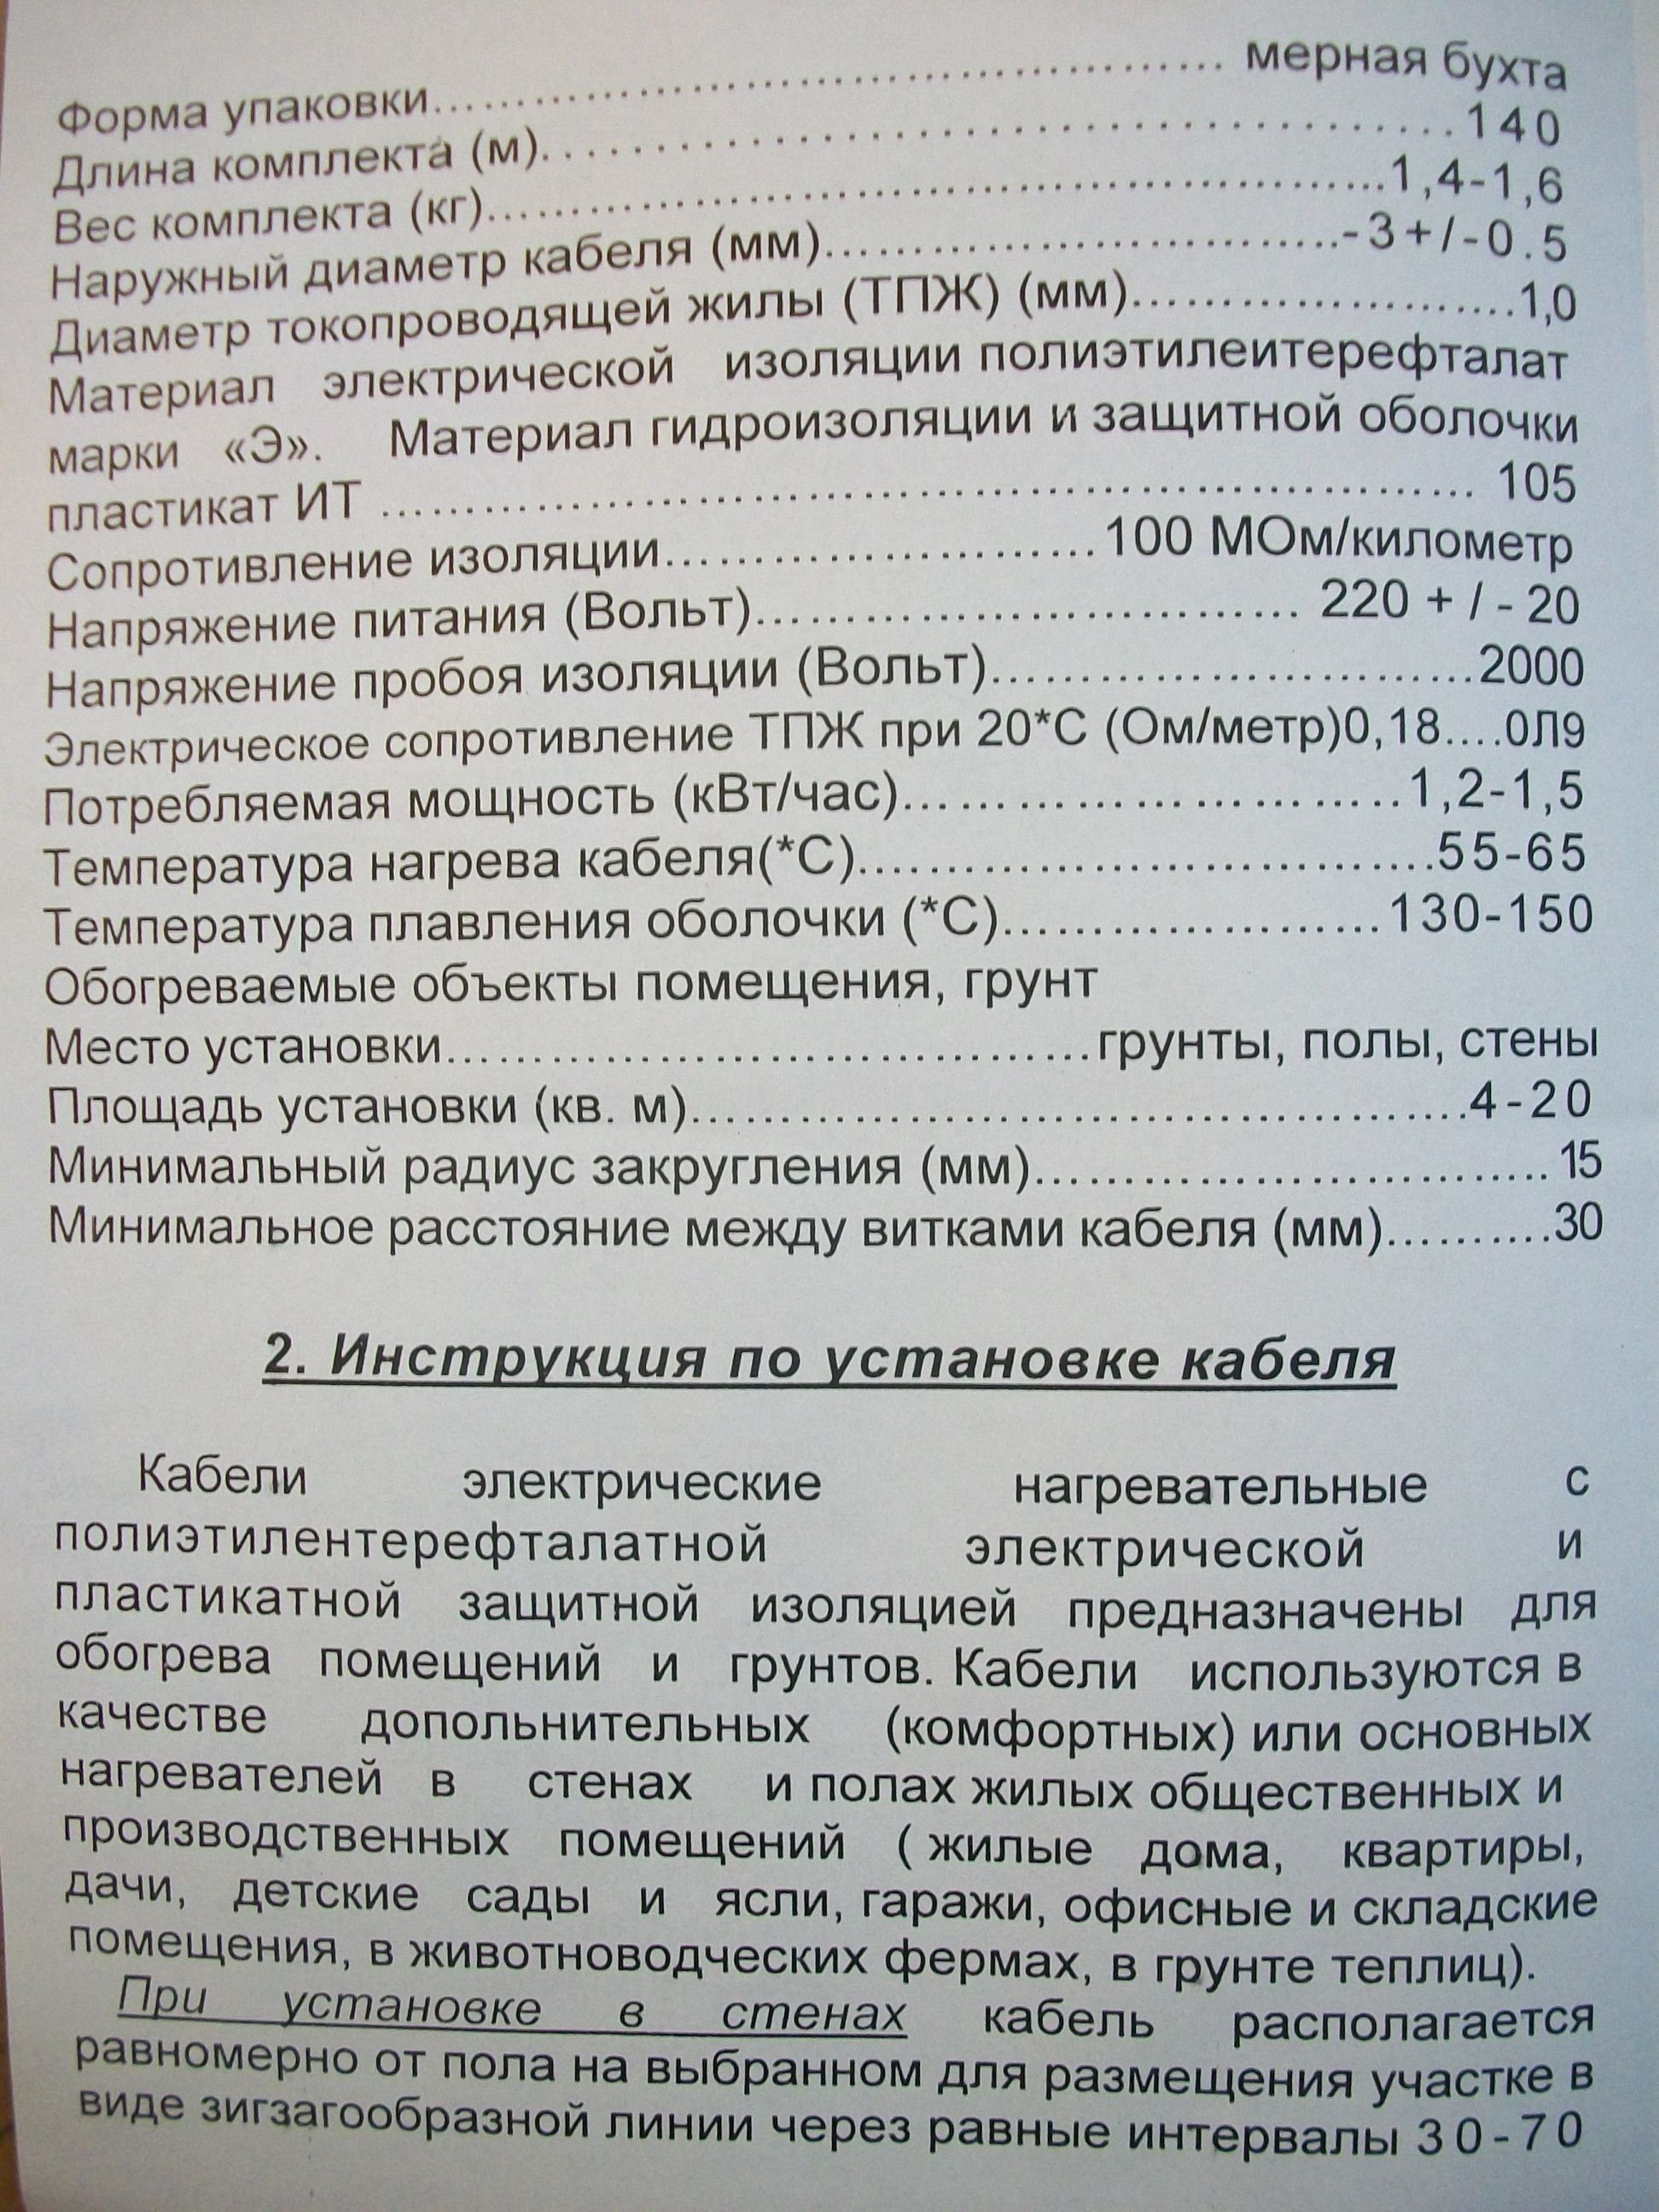 Форма упаковки............................................... мерная бухта
Длина комплекта (м)............................................140
Вес комплекта (кг)..................................................1,4-1,6
Наружный диаметр кабеля (мм)...............................-3+/-0.5
Диаметр токопроводящей жилы (ТПЖ) (мм).......................1,0
Материал электрической изоляции полиэтилеитерефталат
марки «Э». Материал гидроизоляции и защитной оболочки
пластикат ИТ ............................................................. 105
Сопротивление изоляции..........................100 МОм/километр
Напряжение питания (Вольт)............................... 220 + / - 20
Напряжение пробоя изоляции (Вольт)...........................2000
Электрическое сопротивление ТПЖ при 20*С (Ом/метр)0,18....0Л9
Потребляемая мощность (кВт/час)..............................1,2-1,5
Температура нагрева кабеля(*С)................................55-65
Температура плавления оболочки (*С).....................130-150
Обогреваемые объекты помещения, грунт
Место установки....................................грунты, полы, стены
Площадь установки (кв. м)............................................4-20
Минимальный радиус закругления (мм)............................. 15
Минимальное расстояние между витками кабеля (мм)..........30
2. Инструкция по установке кабеля
Кабели электрические нагревательные с
полиэтилентерефталатной электрической и
пластикатной защитной изоляцией предназначены для
обогрева помещений и грунтов. Кабели используются в
качестве допольнительных (комфортных) или основных
нагревателей в стенах и полах жилых общественных и
производственных помещений ( жилые дома, квартиры,
дачи, детские сады и ясли, гаражи, офисные и складские
помещения, в животноводческих фермах, в грунте теплиц).
При установке в стенах кабель располагается
равномерно от пола на выбранном для размещения участке в
виде зигзагообразной линии через равные интервалы 30-70